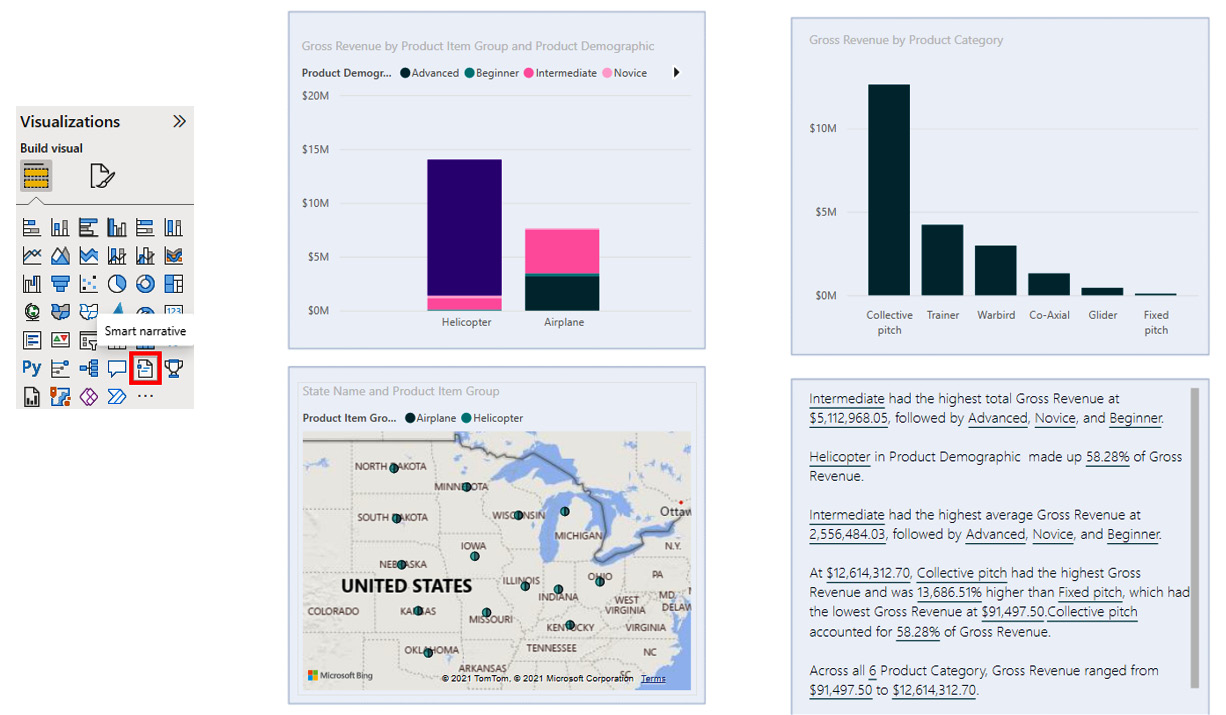 Visualizations
Build visual
123
Smart narrative
Py
Gross Revenue by Product Item Group and Product Demographic
Product Demogr... Advanced Beginner Intermediate Novice
$20M
$15M
$10M
$5M
$0M
Helicopter Airplane
Gross Revenue by Product Category
$10M
$5M
$0M
Collective pitch Trainer Warbird Co-Axial Glider Fixed pitch
State Name and Product Item Group
Product Item Gro... Airplane Helicopter
NORTH DAKOTA
MINNESOTA
SOUTH DAKOTA
WISCONSIN
Ottaw
MICHIGAN
N.Y.
IOWA
NEBRASKA
UNITED STATES
ILLINOIS
INDIANA
OHIO
PA
MD
DELAW
COLORADO
KANSAS
MISSOURI
WEST VIRGINIA
KENTUCKY
VIRGINIA
OKLAHOMA
TENNESSEE
NC
ARKANSAS
SC
Microsoft Bing
© 2021 TomTom, © 2021 Microsoft Corporation Terms
Intermediate had the highest total Gross Revenue at
$5,112,968.05, followed by Advanced, Novice, and Beginner.
Helicopter in Product Demographic made up 58.28% of Gross
Revenue.
Intermediate had the highest average Gross Revenue at
2,556,484.03, followed by Advanced, Novice, and Beginner.
At $12,614,312.70, Collective pitch had the highest Gross
Revenue and was 13,686.51% higher than Fixed pitch, which had
the lowest Gross Revenue at $91,497.50.Collective pitch
accounted for 58.28% of Gross Revenue.
Across all 6 Product Category, Gross Revenue ranged from
$91,497.50 to $12,614,312.70.